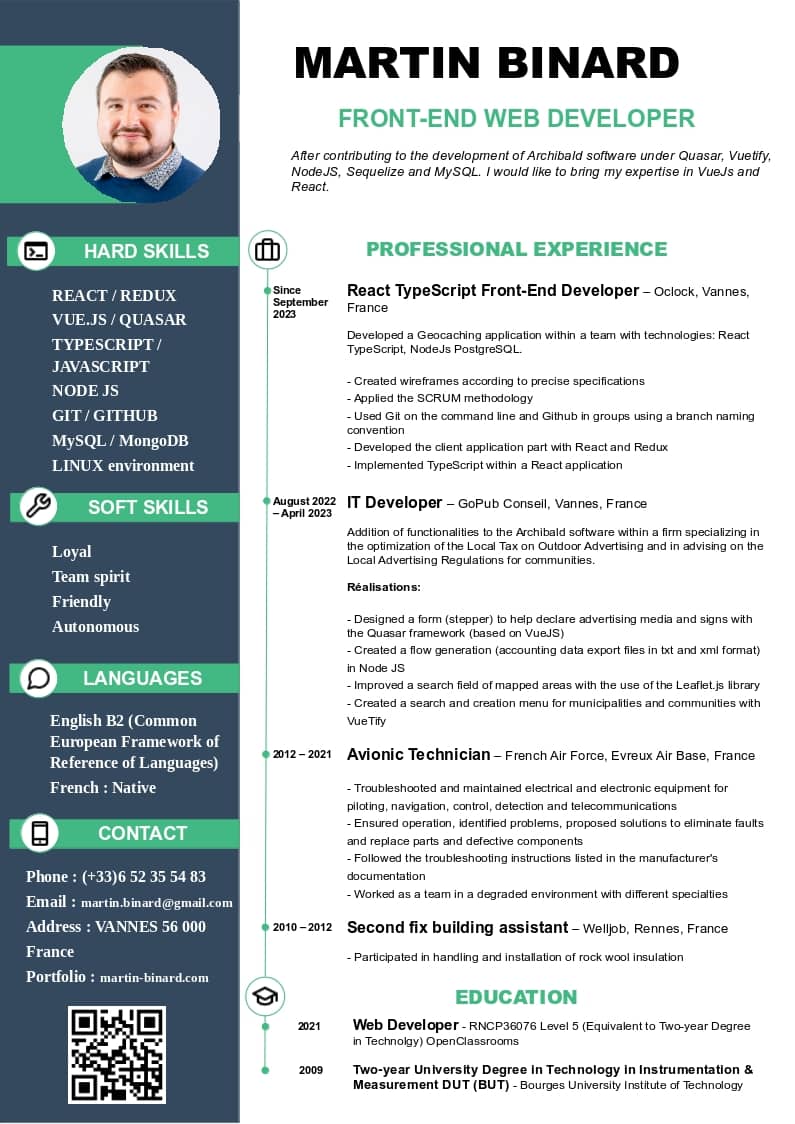 MARTIN BINARD
FRONT-END WEB DEVELOPER
After contributing to the development of Archibald software under Quasar, Vuetify,
NodeJS, Sequelize and MySQL. I would like to bring my expertise in VueJs and
React.
HARD SKILLS
REACT / REDUX
VUE.JS / QUASAR
TYPESCRIPT /
JAVASCRIPT
NODE JS
GIT / GITHUB
MySQL / MongoDB
LINUX environment
SOFT SKILLS
Loyal
Team spirit
Friendly
Autonomous
LANGUAGES
English B2 (Common
European Framework of
Reference of Languages)
French : Native
CONTACT
Phone : (+33)6 52 35 54 83
Email : martin.binard@gmail.com
Address : VANNES 56 000
France
Portfolio : martin-binard.com
PROFESSIONAL EXPERIENCE
Since
September
2023
React TypeScript Front-End Developer – Oclock, Vannes,
France
Developed a Geocaching application within a team with technologies: React
TypeScript, NodeJs PostgreSQL.
- Created wireframes according to precise specifications
- Applied the SCRUM methodology
- Used Git on the command line and Github in groups using a branch naming
convention
- Developed the client application part with React and Redux
- Implemented TypeScript within a React application
August 2022
– April 2023
IT Developer – GoPub Conseil, Vannes, France
Addition of functionalities to the Archibald software within a firm specializing in
the optimization of the Local Tax on Outdoor Advertising and in advising on the
Local Advertising Regulations for communities.
Réalisations:
- Designed a form (stepper) to help declare advertising media and signs with
the Quasar framework (based on VueJS)
- Created a flow generation (accounting data export files in txt and xml format)
in Node JS
- Improved a search field of mapped areas with the use of the Leaflet.js library
- Created a search and creation menu for municipalities and communities with
VueTify
2012 – 2021
Avionic Technician – French Air Force, Evreux Air Base, France
- Troubleshooted and maintained electrical and electronic equipment for
piloting, navigation, control, detection and telecommunications
- Ensured operation, identified problems, proposed solutions to eliminate faults
and replace parts and defective components
- Followed the troubleshooting instructions listed in the manufacturer's
documentation
- Worked as a team in a degraded environment with different specialties
2010 – 2012
Second fix building assistant – Welljob, Rennes, France
- Participated in handling and installation of rock wool insulation
EDUCATION
2021
Web Developer - RNCP36076 Level 5 (Equivalent to Two-year Degree
in Technolgy) OpenClassrooms
2009
Two-year University Degree in Technology in Instrumentation &
Measurement DUT (BUT) - Bourges University Institute of Technology